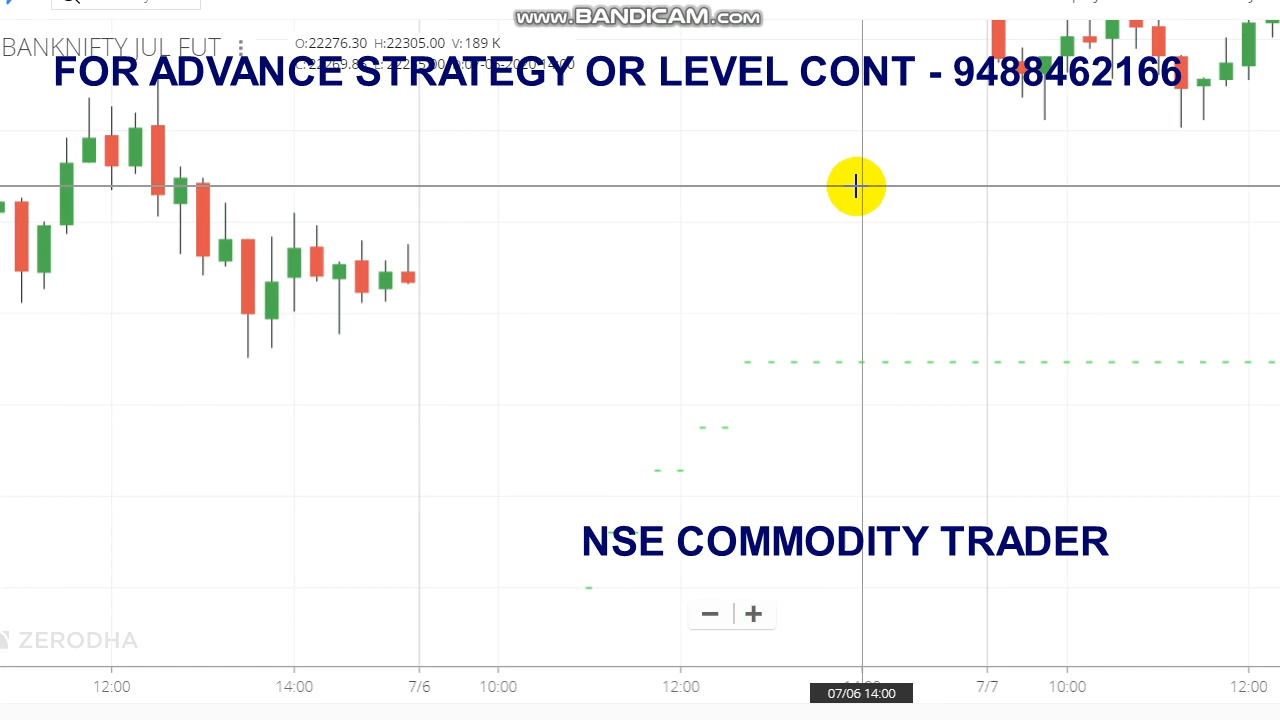 www.BANDICAM.com
BANKNIFTY JUL FUT
O:22276.30 H:22305.00 V:189 K
FOR ADVANCE STRATEGY OR LEVEL CONT - 9488462166
NSE COMMODITY TRADER
− +
ZERODHA
12:00 14:00 7/6 10:00 12:00 7/7 10:00 12:00
07/06 14:00